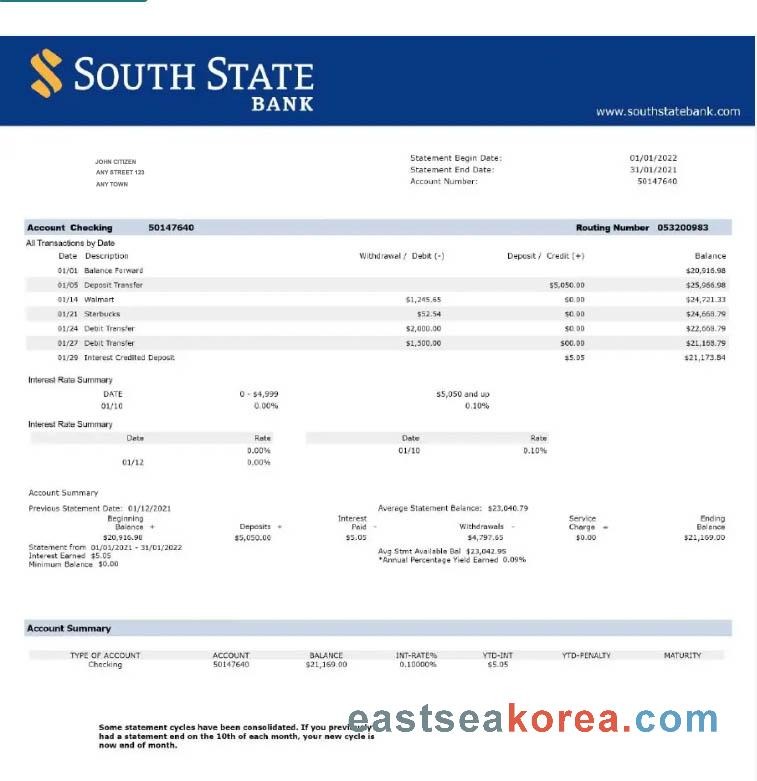 SOUTH STATE
BANK
www.southstatebank.com
JOHN CITIZEN
ANY STREET 123
ANY TOWN
Statement Begin Date: 01/01/2022
Statement End Date: 31/01/2021
Account Number: 50147640
Account Checking 50147640 Routing Number 053200983
All Transactions by Date
Date Description Withdrawal / Debit (-) Deposit / Credit (+) Balance
01/01 Balance Forward $20,916.98
01/05 Deposit Transfer $5,050.00 $25,966.98
01/14 Walmart $1,245.65 $0.00 $24,721.33
01/21 Starbucks $52.54 $0.00 $24,668.79
01/24 Debit Transfer $2,000.00 $0.00 $22,668.79
01/27 Debit Transfer $1,500.00 $00.00 $21,168.79
01/29 Interest Credited Deposit $5.05 $21,173.84
Interest Rate Summary
DATE 0 - $4,999 $5,050 and up
01/10 0.00% 0.10%
Interest Rate Summary
Date Rate Date Rate
0.00% 01/10 0.10%
01/12 0.00%
Account Summary
Previous Statement Date: 01/12/2021 Average Statement Balance: $23,040.79
Beginning Interest Service Ending
Balance + Deposits + Paid - Withdrawals - Charge = Balance
$20,916.98 $5,050.00 $5.05 $4,797.65 $0.00 $21,169.00
Statement from 01/01/2021 - 31/01/2022
Interest Earned $5.05 Avg Stmt Available Bal $23,042.95
Minimum Balance $0.00 *Annual Percentage Yield Earned 0.09%
Account Summary
TYPE OF ACCOUNT ACCOUNT BALANCE INT-RATE% YTD-INT YTD-PENALTY MATURITY
Checking 50147640 $21,169.00 0.10000% $5.05
Some statement cycles have been consolidated. If you previously
had a statement end on the 10th of each month, your new cycle is
now end of month.
eastseakorea.com